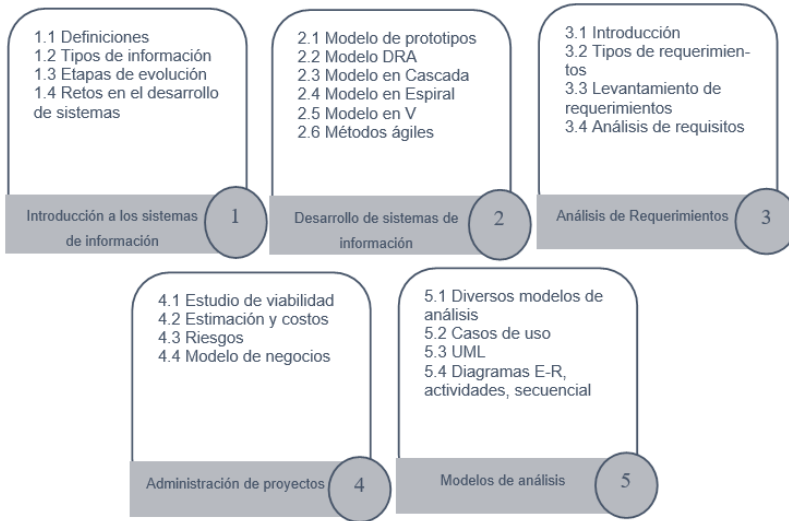 1.1 Definiciones
1.2 Tipos de información
1.3 Etapas de evolución
1.4 Retos en el desarrollo
de sistemas
Introducción a los sistemas
de información
1
2.1 Modelo de prototipos
2.2 Modelo DRA
2.3 Modelo en Cascada
2.4 Modelo en Espiral
2.5 Modelo en V
2.6 Métodos ágiles
Desarrollo de sistemas de
información
2
3.1 Introducción
3.2 Tipos de requerimien-
tos
3.3 Levantamiento de
requerimientos
3.4 Análisis de requisitos
Análisis de Requerimientos
3
4.1 Estudio de viabilidad
4.2 Estimación y costos
4.3 Riesgos
4.4 Modelo de negocios
Administración de proyectos
4
5.1 Diversos modelos de
análisis
5.2 Casos de uso
5.3 UML
5.4 Diagramas E-R,
actividades, secuencial
Modelos de análisis
5